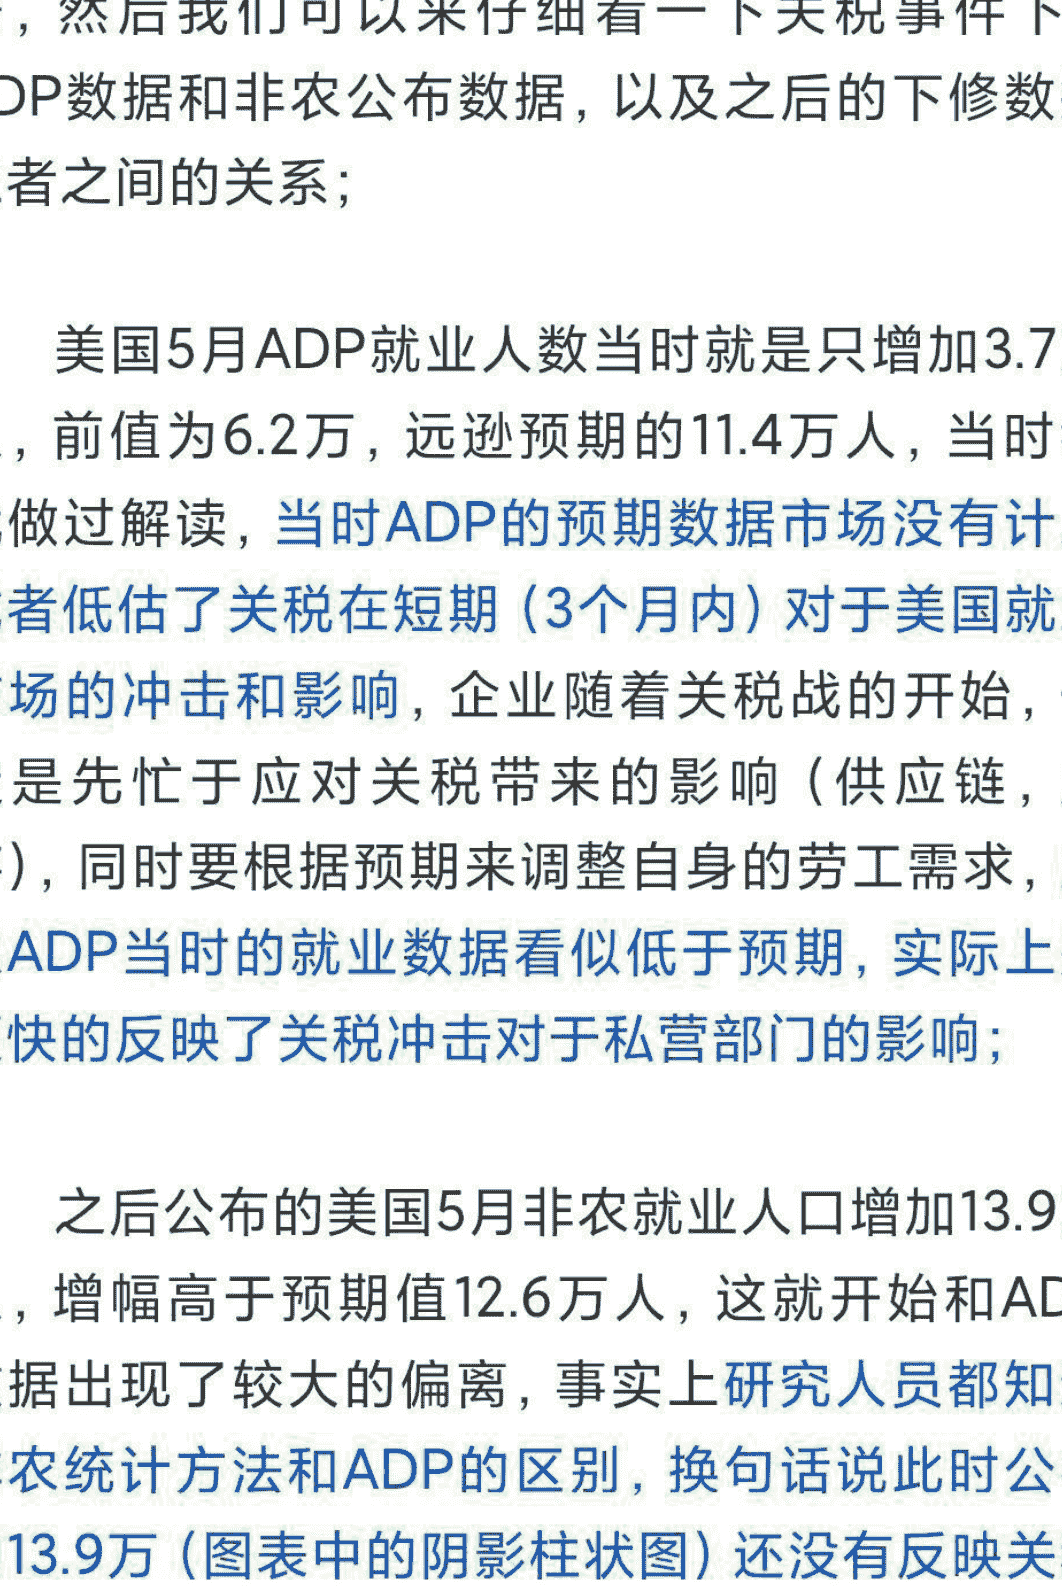 ，然后我们可以来仔细看一下关税事件下
DP数据和非农公布数据，以及之后的下修数
者之间的关系；
美国5月ADP就业人数当时就是只增加3.7
，前值为6.2万，远逊预期的11.4万人，当时
做过解读，当时ADP的预期数据市场没有计
者低估了关税在短期（3个月内）对于美国就
场的冲击和影响，企业随着关税战的开始，
是先忙于应对关税带来的影响（供应链，
），同时要根据预期来调整自身的劳工需求，
ADP当时的就业数据看似低于预期，实际上
快的反映了关税冲击对于私营部门的影响；
之后公布的美国5月非农就业人口增加13.9
，增幅高于预期值12.6万人，这就开始和AD
据出现了较大的偏离，事实上研究人员都知
农统计方法和ADP的区别，换句话说此时公
13.9万（图表中的阴影柱状图）还没有反映关